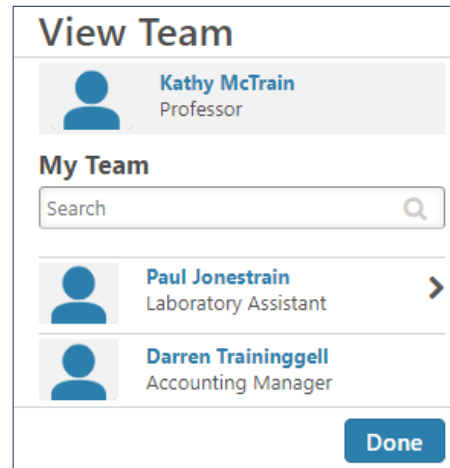 View Team
Kathy McTrain
Professor
My Team
Search
Paul Jonestrain
Laboratory Assistant
Darren Traininggell
Accounting Manager
Done